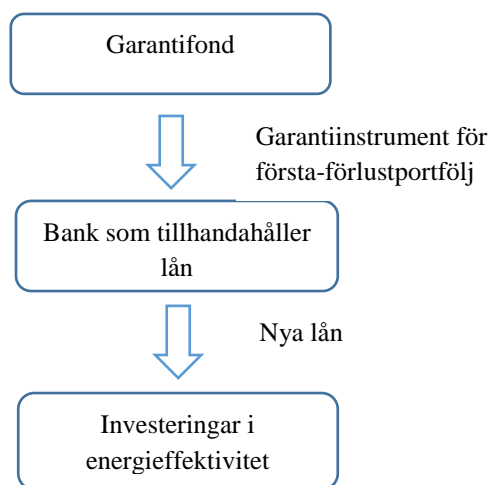 Garantifond
Garantiinstrument för
första-förlustportfölj
Bank som tillhandahåller
lån
Nya lån
Investeringar i
energieffektivitet